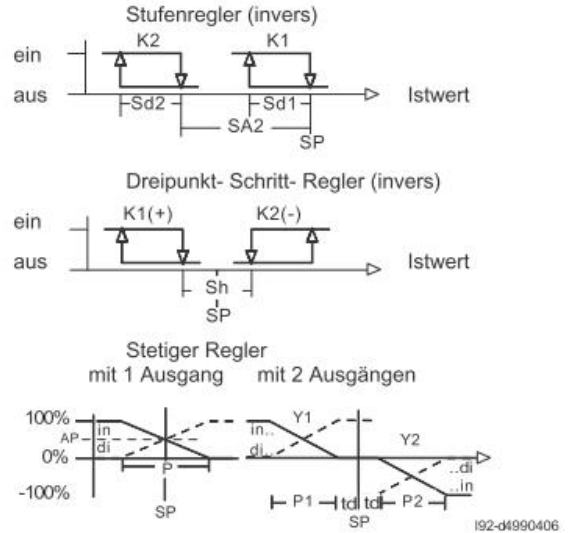 Stufenregler (invers)
K2 K1
ein
aus Istwert
Sd2 Sd1
SA2
SP
Dreipunkt- Schritt- Regler (invers)
K1(+) K2(-)
ein
aus Istwert
Sh
SP
Stetiger Regler
mit 1 Ausgang mit 2 Ausgängen
100% in in.. Y1
AP
di di.. Y2
0% ..di
P ..in
-100% P1 td td P2
SP SP
I92-d4990406